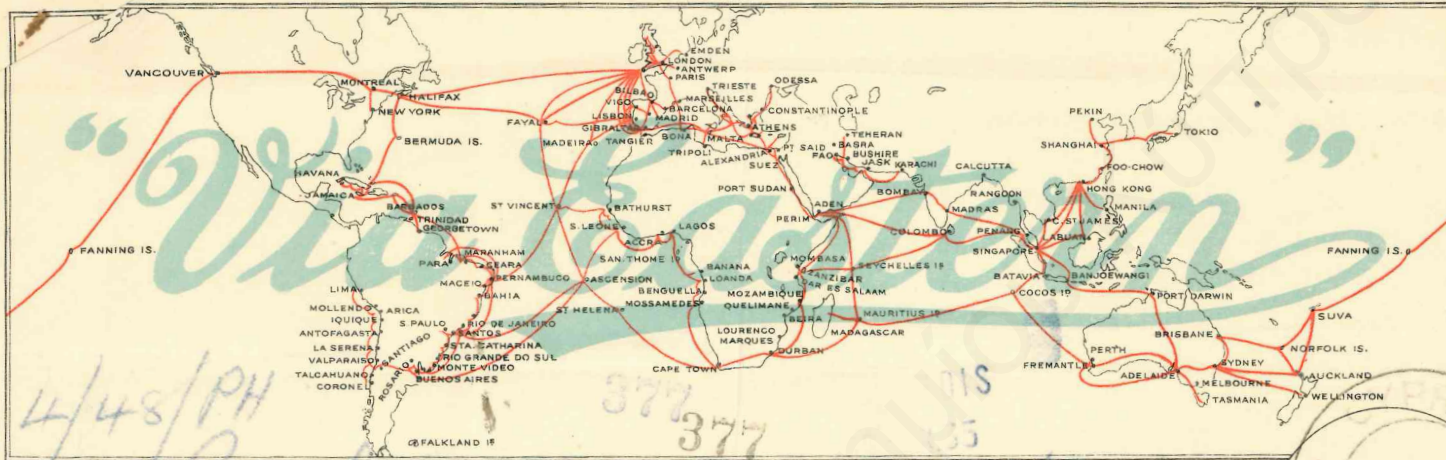 "Via Eastern"
VANCOUVER
MONTREAL
HALIFAX
NEW YORK
BERMUDA IS.
HAVANA
JAMAICA
BARBADOS
TRINIDAD
GEORGETOWN
FANNING IS.
PARA
MARANHAM
CEARA
PERNAMBUCO
MACEIO
BAHIA
LIMA
MOLLENDO
ARICA
IQUIQUE
ANTOFAGASTA
LA SERENA
VALPARAISO
SANTIAGO
TALCAHUANO
CORONEL
ROSARIO
S. PAULO
RIO DE JANEIRO
SANTOS
STA. CATHARINA
RIO GRANDE DO SUL
MONTE VIDEO
BUENOS AIRES
FALKLAND Iˢ
EMDEN
LONDON
ANTWERP
PARIS
BILBAO
VIGO
LISBON
MADRID
GIBRALTAR
TANGIER
MARSEILLES
BARCELONA
BONA
TRIESTE
ODESSA
CONSTANTINOPLE
ATHENS
MALTA
TRIPOLI
ALEXANDRIA
SUEZ
PT SAID
FAYAL
MADEIRA
ST VINCENT
BATHURST
S. LEONE
ACCRA
LAGOS
SAN. THOME Iˢ
ASCENSION
ST HELENA
BANANA
LOANDA
BENGUELLA
MOSSAMEDES
CAPE TOWN
DURBAN
LOURENCO
MARQUES
BEIRA
QUELIMANE
MOZAMBIQUE
DAR ES SALAAM
ZANZIBAR
MOMBASA
SEYCHELLES Iˢ
MAURITIUS Iˢ
MADAGASCAR
PORT SUDAN
PERIM
ADEN
TEHERAN
BASRA
FAO
BUSHIRE
JASK
KARACHI
BOMBAY
CALCUTTA
RANGOON
MADRAS
COLOMBO
PENANG
SINGAPORE
BATAVIA
BANJOEWANGI
COCOS Iˢ
PEKIN
SHANGHAI
TOKIO
FOO-CHOW
HONG KONG
MANILA
C. ST JAMES
LABUAN
PORT DARWIN
BRISBANE
PERTH
FREMANTLE
ADELAIDE
SYDNEY
MELBOURNE
TASMANIA
SUVA
NORFOLK IS.
AUCKLAND
WELLINGTON
FANNING IS.
4/48/PH
377
377